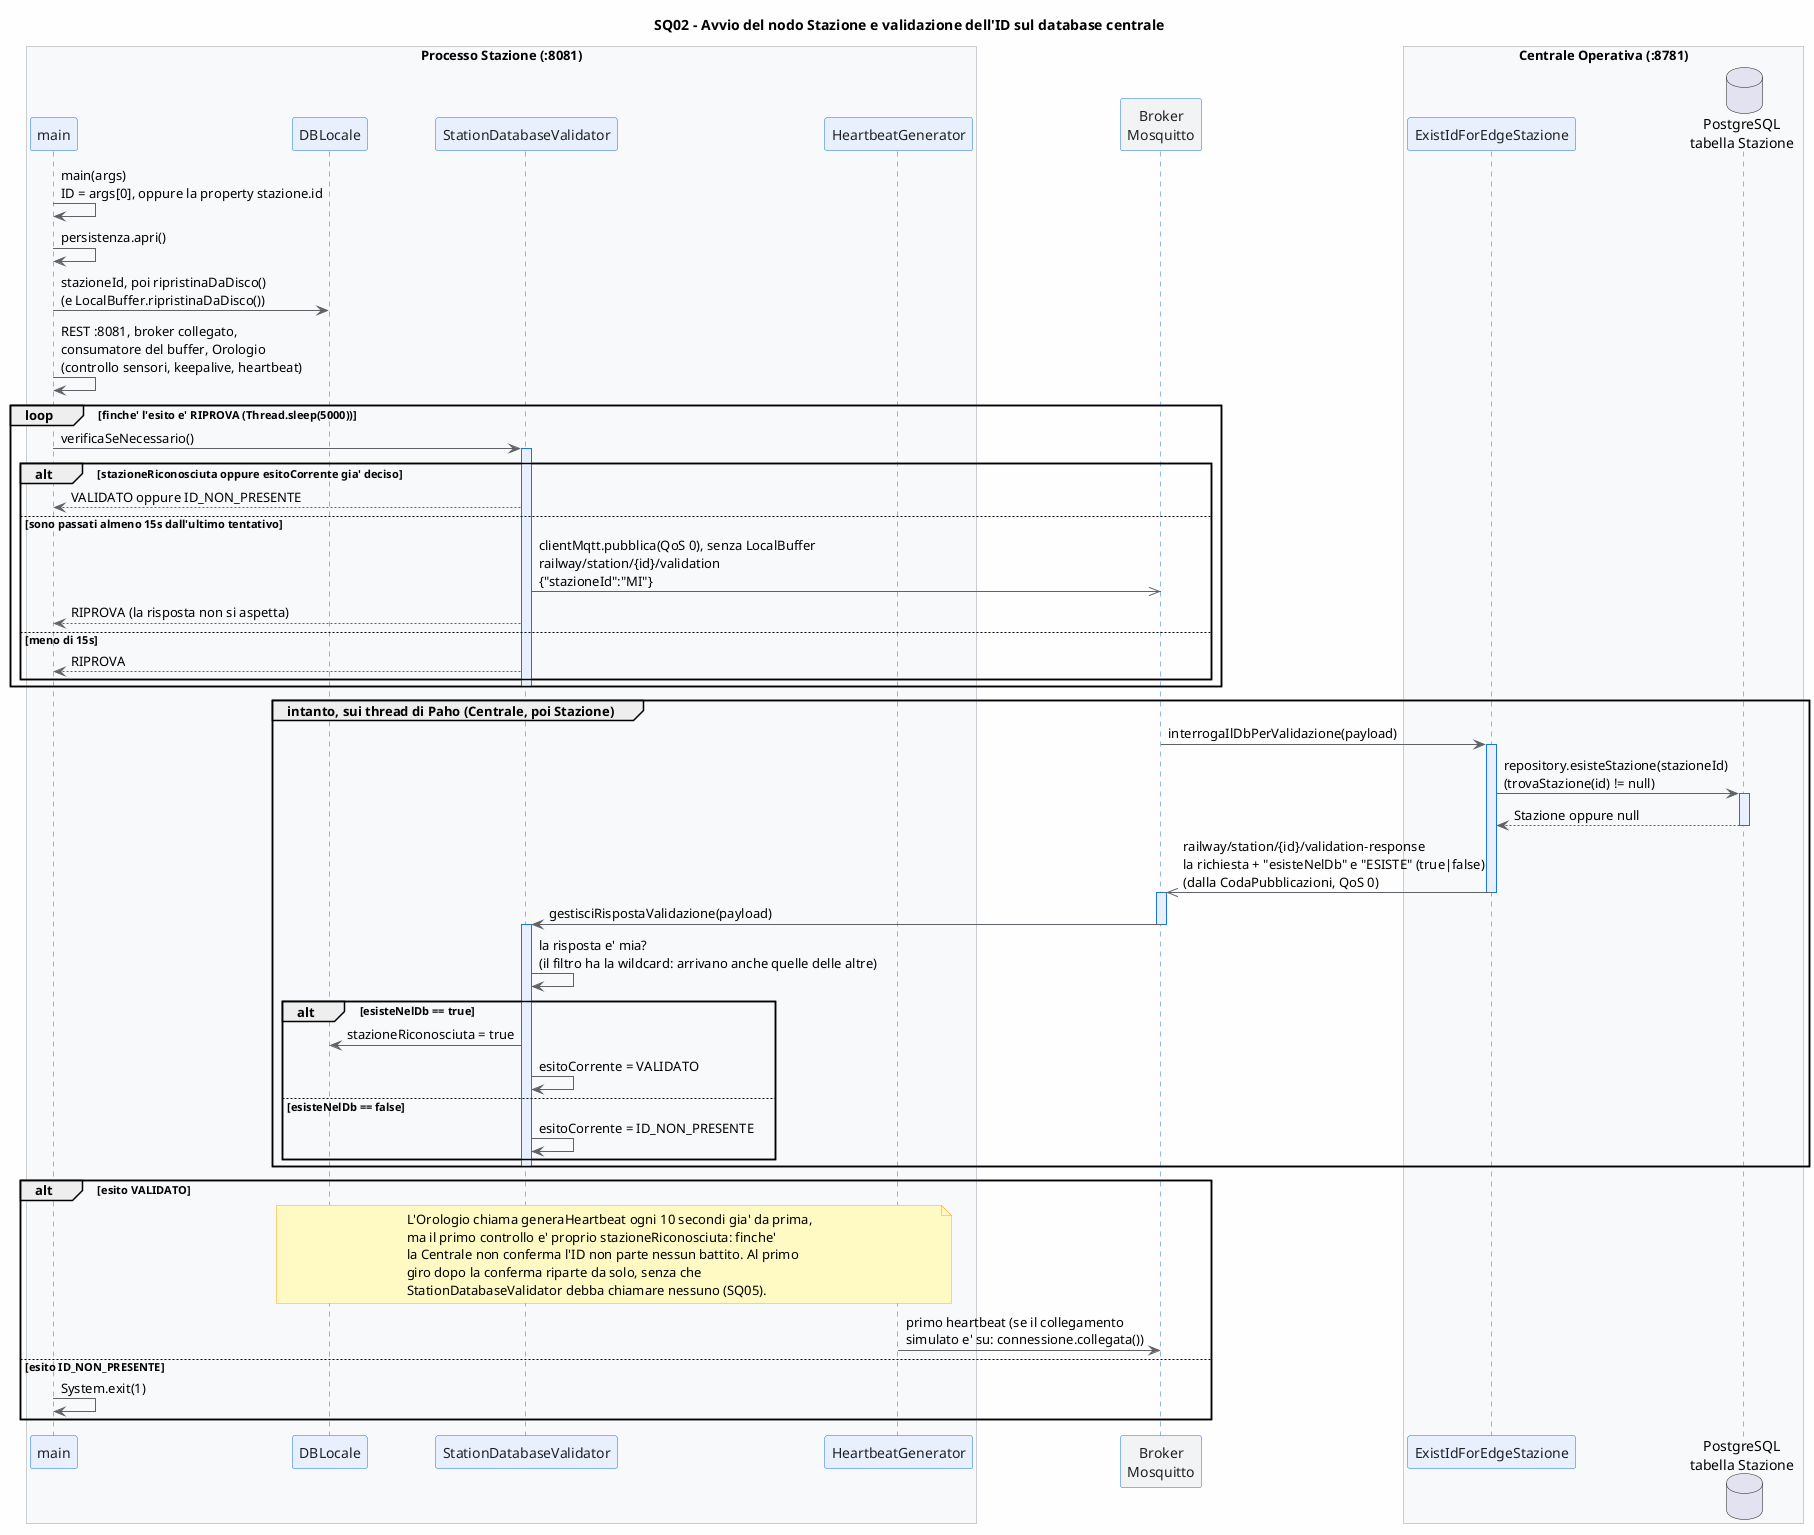 SQ02 - Avvio del nodo Stazione e validazione dell'ID sul database centrale
Processo Stazione (:8081)
Centrale Operativa (:8781)
main
DBLocale
StationDatabaseValidator
HeartbeatGenerator
Broker
Mosquitto
ExistIdForEdgeStazione
PostgreSQL
tabella Stazione
main(args)
ID = args[0], oppure la property stazione.id
persistenza.apri()
stazioneId, poi ripristinaDaDisco()
(e LocalBuffer.ripristinaDaDisco())
REST :8081, broker collegato,
consumatore del buffer, Orologio
(controllo sensori, keepalive, heartbeat)
loop [finche' l'esito e' RIPROVA (Thread.sleep(5000))]
verificaSeNecessario()
alt [stazioneRiconosciuta oppure esitoCorrente gia' deciso]
VALIDATO oppure ID_NON_PRESENTE
[sono passati almeno 15s dall'ultimo tentativo]
clientMqtt.pubblica(QoS 0), senza LocalBuffer
railway/station/{id}/validation
{"stazioneId":"MI"}
RIPROVA (la risposta non si aspetta)
[meno di 15s]
RIPROVA
intanto, sui thread di Paho (Centrale, poi Stazione)
interrogaIlDbPerValidazione(payload)
repository.esisteStazione(stazioneId)
(trovaStazione(id) != null)
Stazione oppure null
railway/station/{id}/validation-response
la richiesta + "esisteNelDb" e "ESISTE" (true|false)
(dalla CodaPubblicazioni, QoS 0)
gestisciRispostaValidazione(payload)
la risposta e' mia?
(il filtro ha la wildcard: arrivano anche quelle delle altre)
alt [esisteNelDb == true]
stazioneRiconosciuta = true
esitoCorrente = VALIDATO
[esisteNelDb == false]
esitoCorrente = ID_NON_PRESENTE
alt [esito VALIDATO]
L'Orologio chiama generaHeartbeat ogni 10 secondi gia' da prima,
ma il primo controllo e' proprio stazioneRiconosciuta: finche'
la Centrale non conferma l'ID non parte nessun battito. Al primo
giro dopo la conferma riparte da solo, senza che
StationDatabaseValidator debba chiamare nessuno (SQ05).
primo heartbeat (se il collegamento
simulato e' su: connessione.collegata())
[esito ID_NON_PRESENTE]
System.exit(1)
main
DBLocale
StationDatabaseValidator
HeartbeatGenerator
Broker
Mosquitto
ExistIdForEdgeStazione
PostgreSQL
tabella Stazione